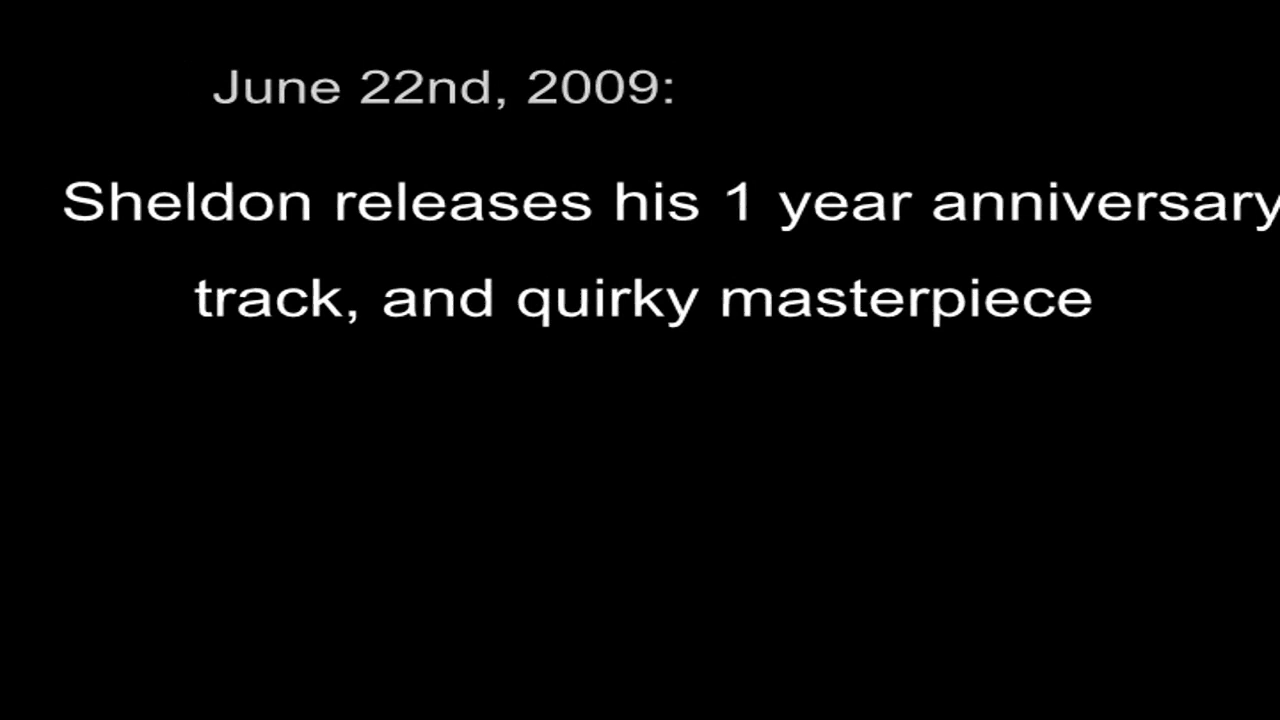 June 22nd, 2009:
Sheldon releases his 1 year anniversary
track, and quirky masterpiece